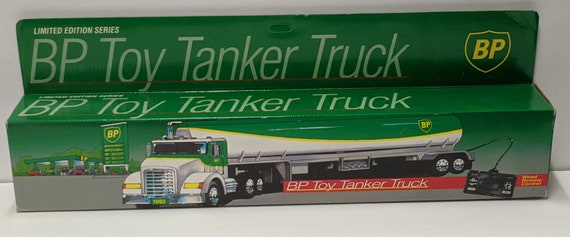 LIMITED EDITION SERIES
BP Toy Tanker Truck
BP
LIMITED EDITION SERIES
BP Toy Tanker Truck
BP
BP
BP Toy Tanker Truck
Wired
Remote
Control
1992